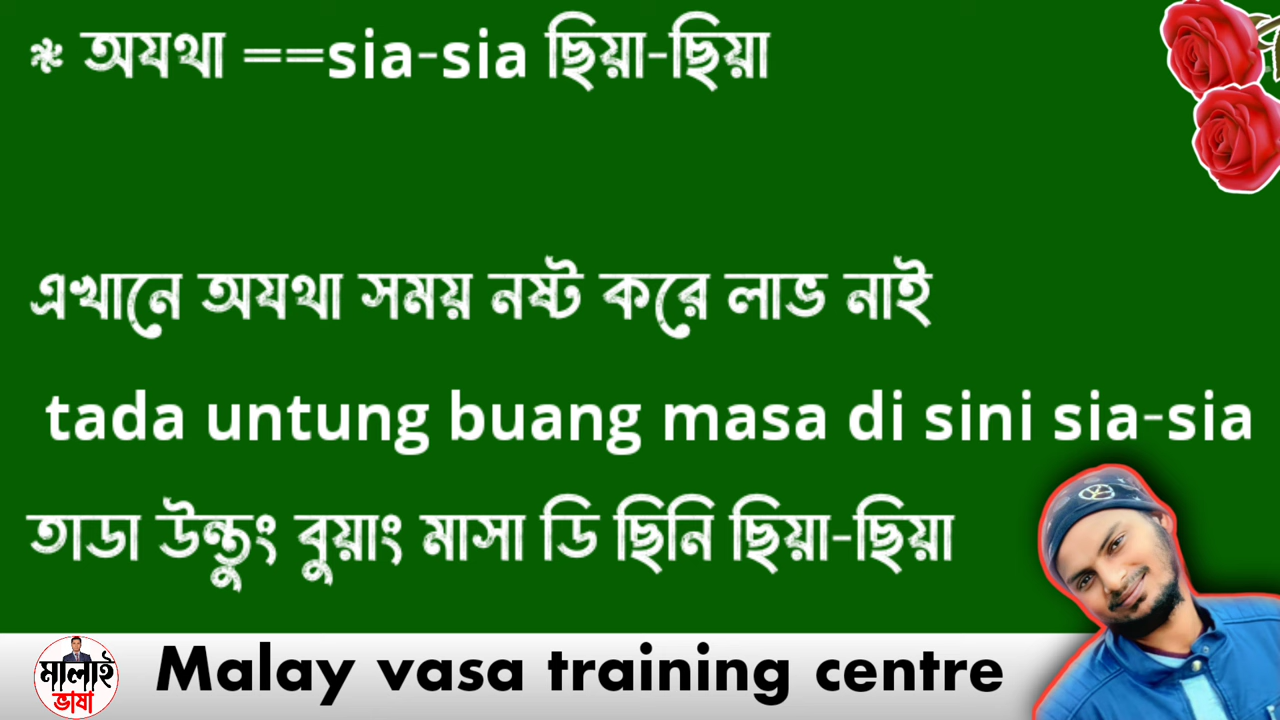 * অযথা ==sia-sia ছিয়া-ছিয়া
এখানে অযথা সময় নষ্ট করে লাভ নাই
tada untung buang masa di sini sia-sia
তাডা উন্তুং বুয়াং মাসা ডি ছিনি ছিয়া-ছিয়া
মালাই
ভাষা
Malay vasa training centre